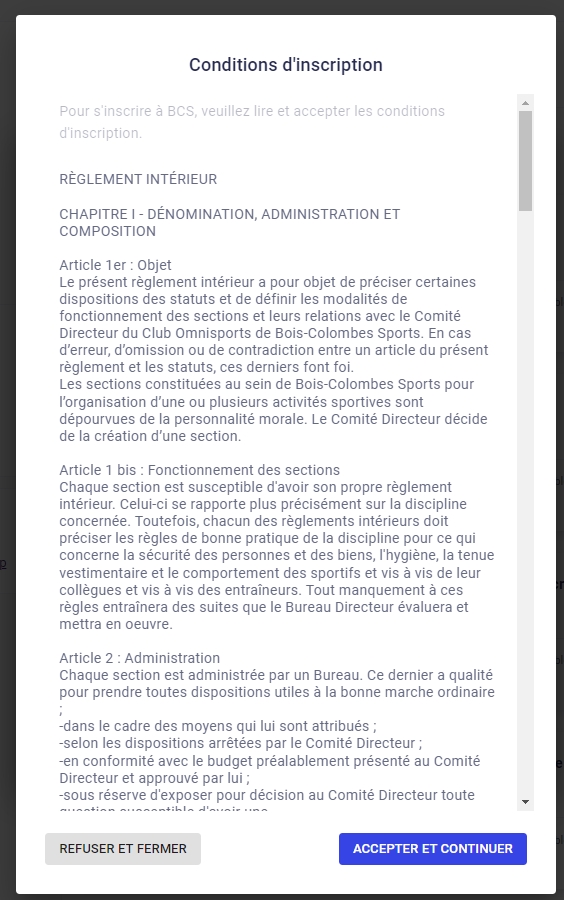 Conditions d'inscription
Pour s'inscrire à BCS, veuillez lire et accepter les conditions
d'inscription.
RÈGLEMENT INTÉRIEUR
CHAPITRE I - DÉNOMINATION, ADMINISTRATION ET
COMPOSITION
Article 1er : Objet
Le présent règlement intérieur a pour objet de préciser certaines
dispositions des statuts et de définir les modalités de
fonctionnement des sections et leurs relations avec le Comité
Directeur du Club Omnisports de Bois-Colombes Sports. En cas
d’erreur, d’omission ou de contradiction entre un article du présent
règlement et les statuts, ces derniers font foi.
Les sections constituées au sein de Bois-Colombes Sports pour
l’organisation d’une ou plusieurs activités sportives sont
dépourvues de la personnalité morale. Le Comité Directeur décide
de la création d’une section.
Article 1 bis : Fonctionnement des sections
Chaque section est susceptible d'avoir son propre règlement
intérieur. Celui-ci se rapporte plus précisément sur la discipline
concernée. Toutefois, chacun des règlements intérieurs doit
préciser les règles de bonne pratique de la discipline pour ce qui
concerne la sécurité des personnes et des biens, l'hygiène, la tenue
vestimentaire et le comportement des sportifs et vis à vis de leur
collègues et vis à vis des entraîneurs. Tout manquement à ces
règles entraînera des suites que le Bureau Directeur évaluera et
mettra en oeuvre.
Article 2 : Administration
Chaque section est administrée par un Bureau. Ce dernier a qualité
pour prendre toutes dispositions utiles à la bonne marche ordinaire
;
-dans le cadre des moyens qui lui sont attribués ;
-selon les dispositions arrêtées par le Comité Directeur ;
-en conformité avec le budget préalablement présenté au Comité
Directeur et approuvé par lui ;
-sous réserve d'exposer pour décision au Comité Directeur toute
question susceptible d'avoir une
REFUSER ET FERMER
ACCEPTER ET CONTINUER